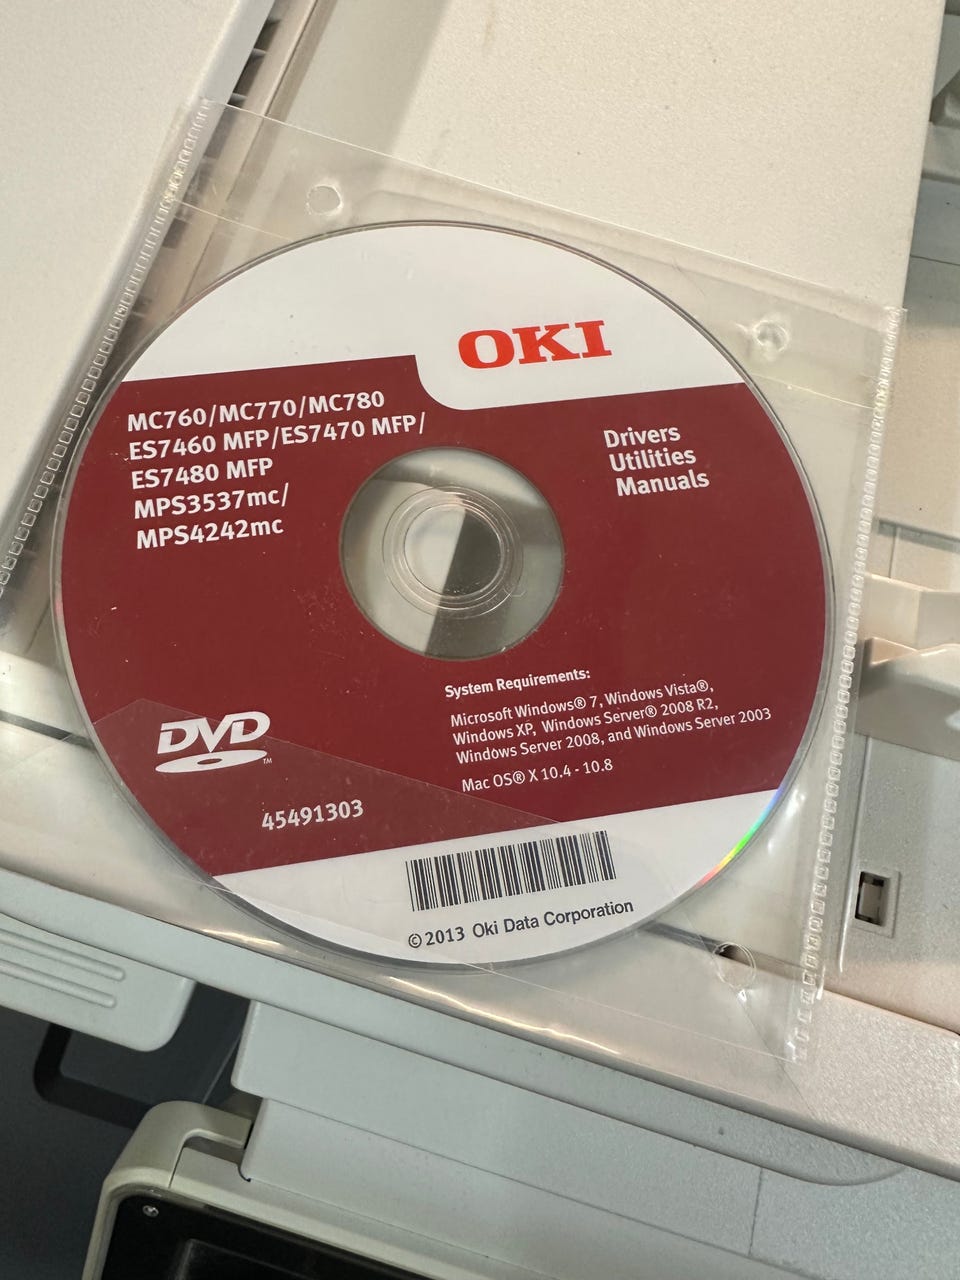 OKI
MC760/MC770/MC780
ES7460 MFP/ES7470 MFP/
ES7480 MFP
MPS3537mc/
MPS4242mc
Drivers
Utilities
Manuals
System Requirements:
Microsoft Windows® 7, Windows Vista®,
Windows XP, Windows Server® 2008 R2,
Windows Server 2008, and Windows Server 2003
Mac OS® X 10.4 - 10.8
DVD™
45491303
© 2013 Oki Data Corporation